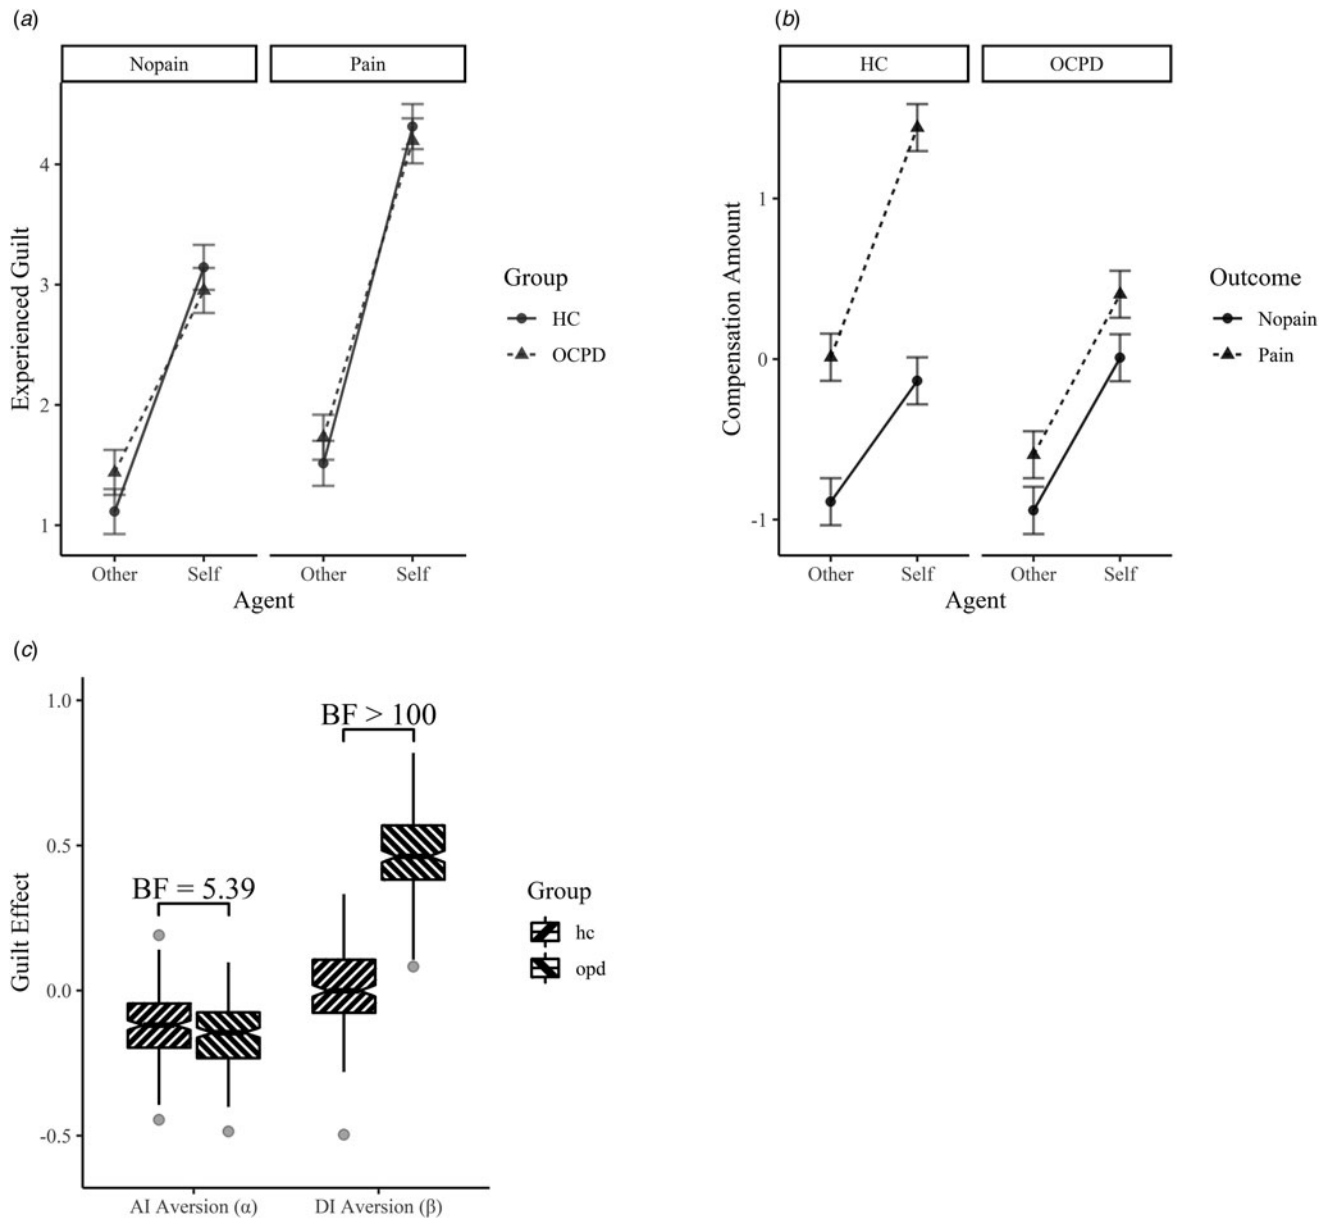 (a)
Nopain Pain
4
3
2
1
Experienced Guilt
Other Self Other Self
Agent
Group
HC
OCPD
(b)
HC OCPD
1
0
-1
Compensation Amount
Other Self Other Self
Agent
Outcome
Nopain
Pain
(c)
1.0
0.5
0.0
-0.5
Guilt Effect
BF = 5.39
BF > 100
AI Aversion (α) DI Aversion (β)
Group
hc
opd